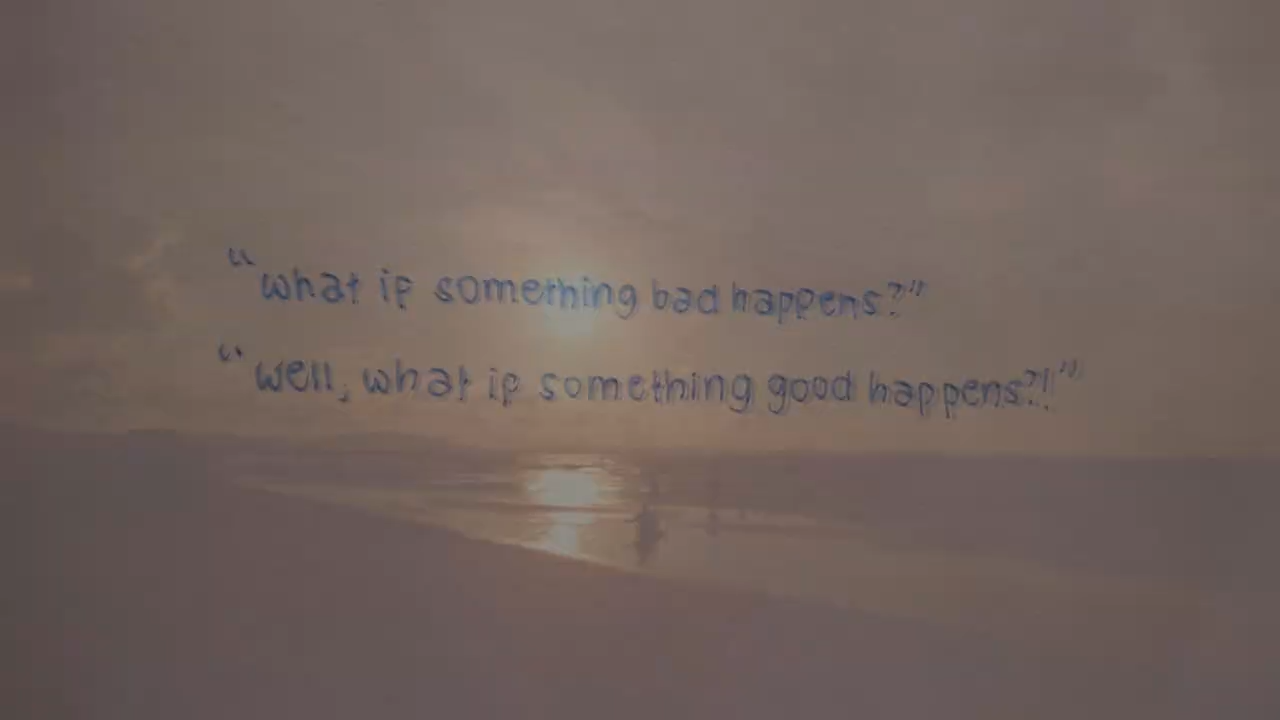 “what if something bad happens?”
“well, what if something good happens?!”